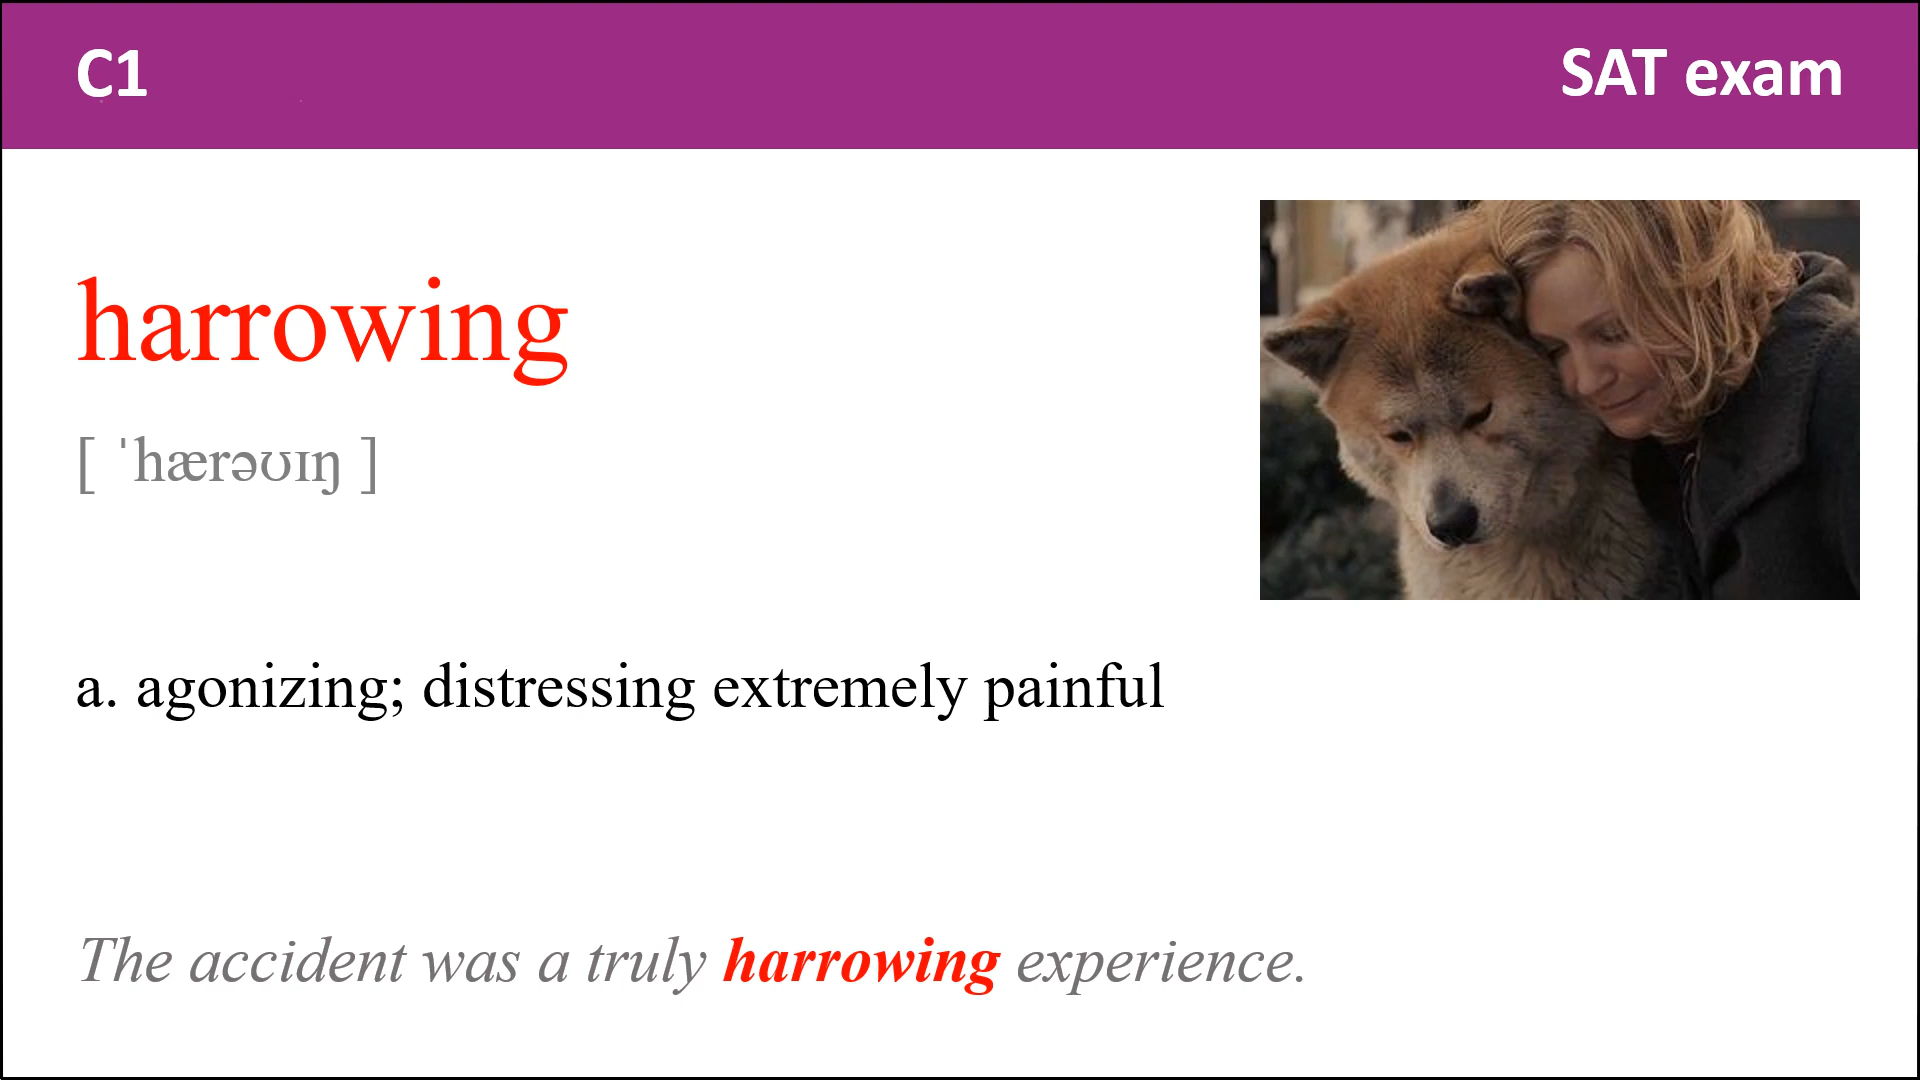 C1
SAT exam
harrowing
[ ˈhærəʊɪŋ ]
a. agonizing; distressing extremely painful
The accident was a truly harrowing experience.